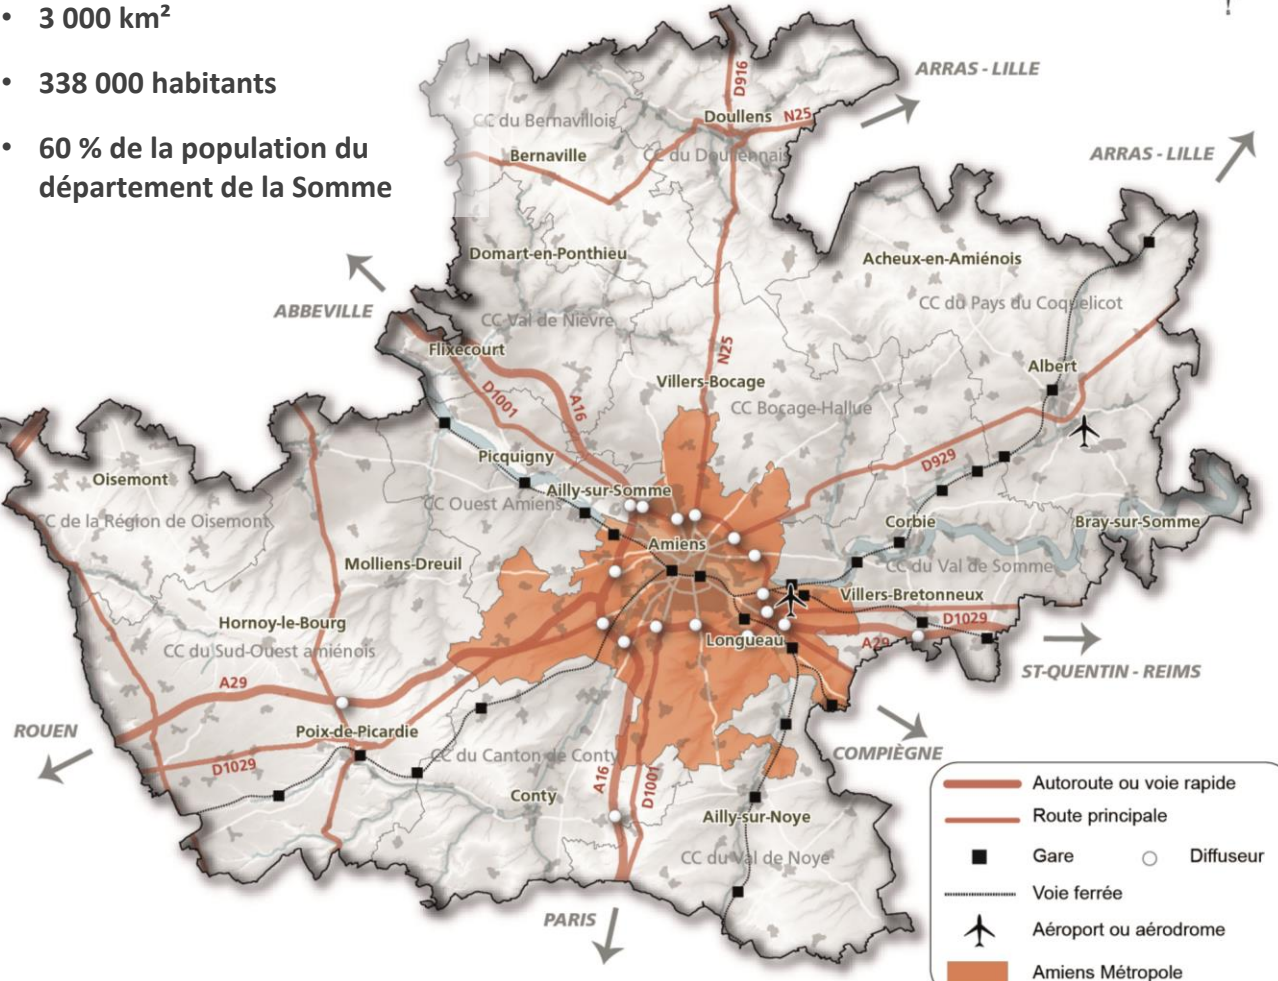 • 3 000 km²
• 338 000 habitants
• 60 % de la population du
département de la Somme
ARRAS - LILLE
ARRAS - LILLE
D916
Doullens
N25
CC du Bernavillois
CC du Doullennais
Bernaville
Domart-en-Ponthieu
Acheux-en-Amiénois
CC du Pays du Coquelicot
ABBEVILLE
CC Val de Nièvre
Flixecourt
N25
Albert
Villers-Bocage
D1001
A16
CC Bocage-Hallue
Picquigny
D929
Oisemont
Ailly-sur-Somme
CC Ouest Amiens
CC de la Région de Oisemont
Corbie
Bray-sur-Somme
Amiens
Molliens-Dreuil
CC du Val de Somme
Villers-Bretonneux
Hornoy-le-Bourg
D1029
CC du Sud-Ouest amiénois
Longueau
A29
ST-QUENTIN - REIMS
A29
ROUEN
Poix-de-Picardie
D1029
CC du Canton de Conty
COMPIÈGNE
A16
D1001
Conty
Ailly-sur-Noye
CC du Val de Noye
PARIS
Autoroute ou voie rapide
Route principale
Gare
Diffuseur
Voie ferrée
Aéroport ou aérodrome
Amiens Métropole